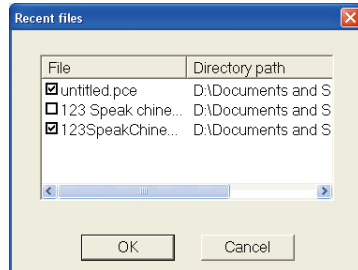 Recent files
File Directory path
untitled.pce D:\Documents and S
123 Speak chine... D:\Documents and S
123SpeakChine... D:\Documents and S
OK Cancel